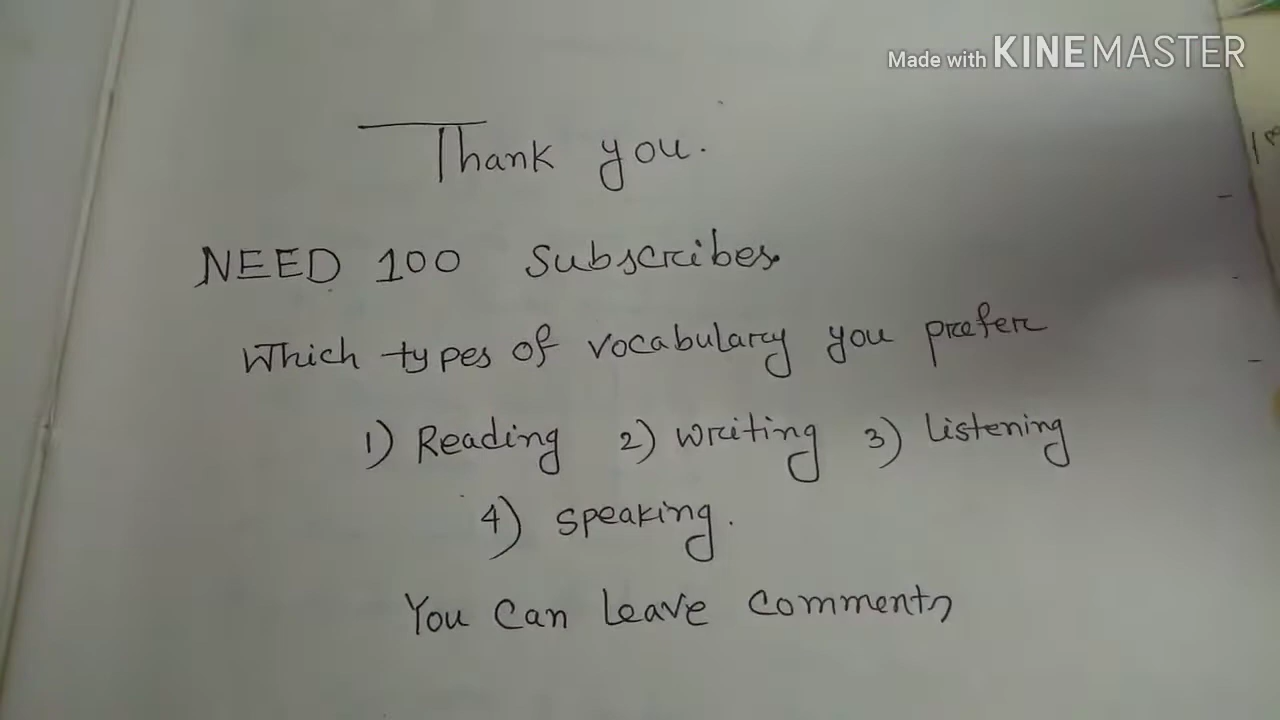 Made with KINEMASTER
Thank you.
NEED 100 Subscribes.
Which types of vocabulary you prefer
1) Reading 2) writing 3) listening
4) speaking.
You Can Leave Comments